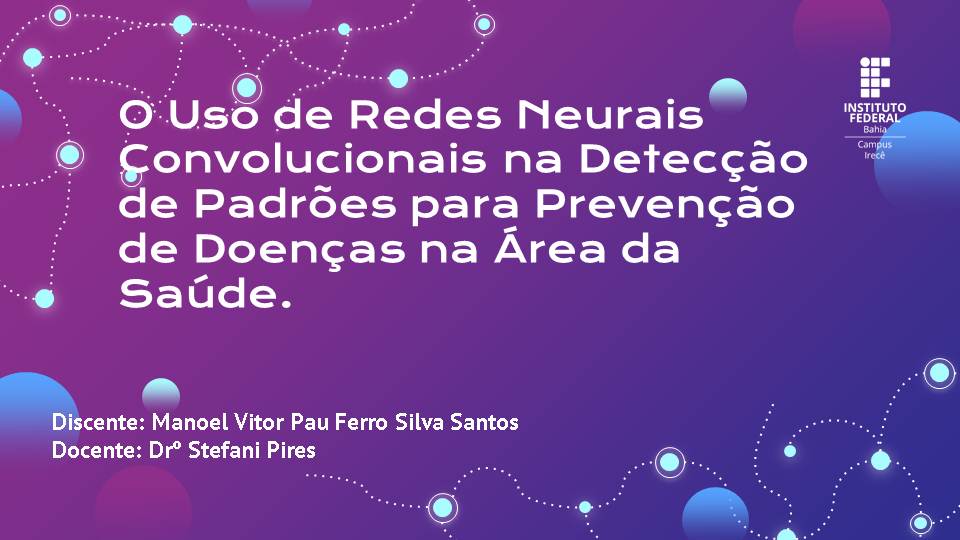 O Uso de Redes Neurais
Convolucionais na Detecção
de Padrões para Prevenção
de Doenças na Área da
Saúde.
INSTITUTO
FEDERAL
Bahia
Campus
Irecê
Discente: Manoel Vitor Pau Ferro Silva Santos
Docente: Drº Stefani Pires